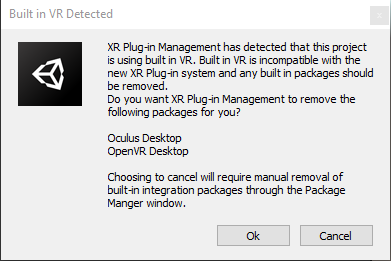 Built in VR Detected
XR Plug-in Management has detected that this project
is using built in VR. Built in VR is incompatible with the
new XR Plug-in system and any built in packages should
be removed.
Do you want XR Plug-in Management to remove the
following packages for you?
Oculus Desktop
OpenVR Desktop
Choosing to cancel will require manual removal of
built-in integration packages through the Package
Manger window.
Ok
Cancel